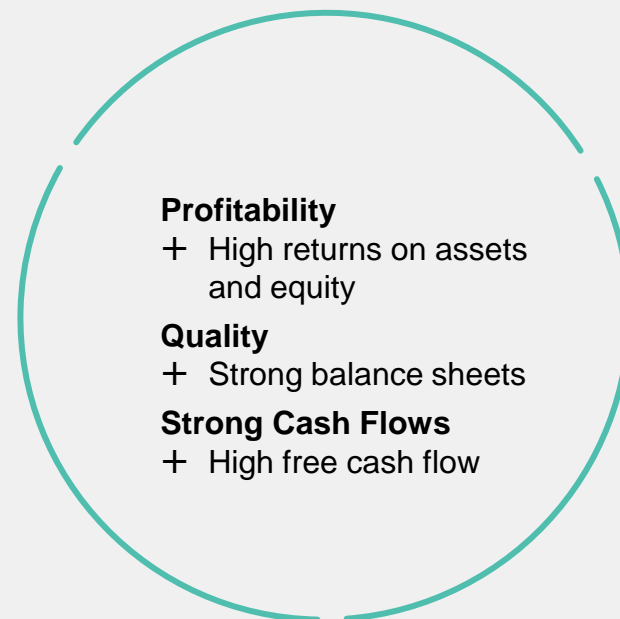 Profitability
+ High returns on assets
and equity
Quality
+ Strong balance sheets
Strong Cash Flows
+ High free cash flow